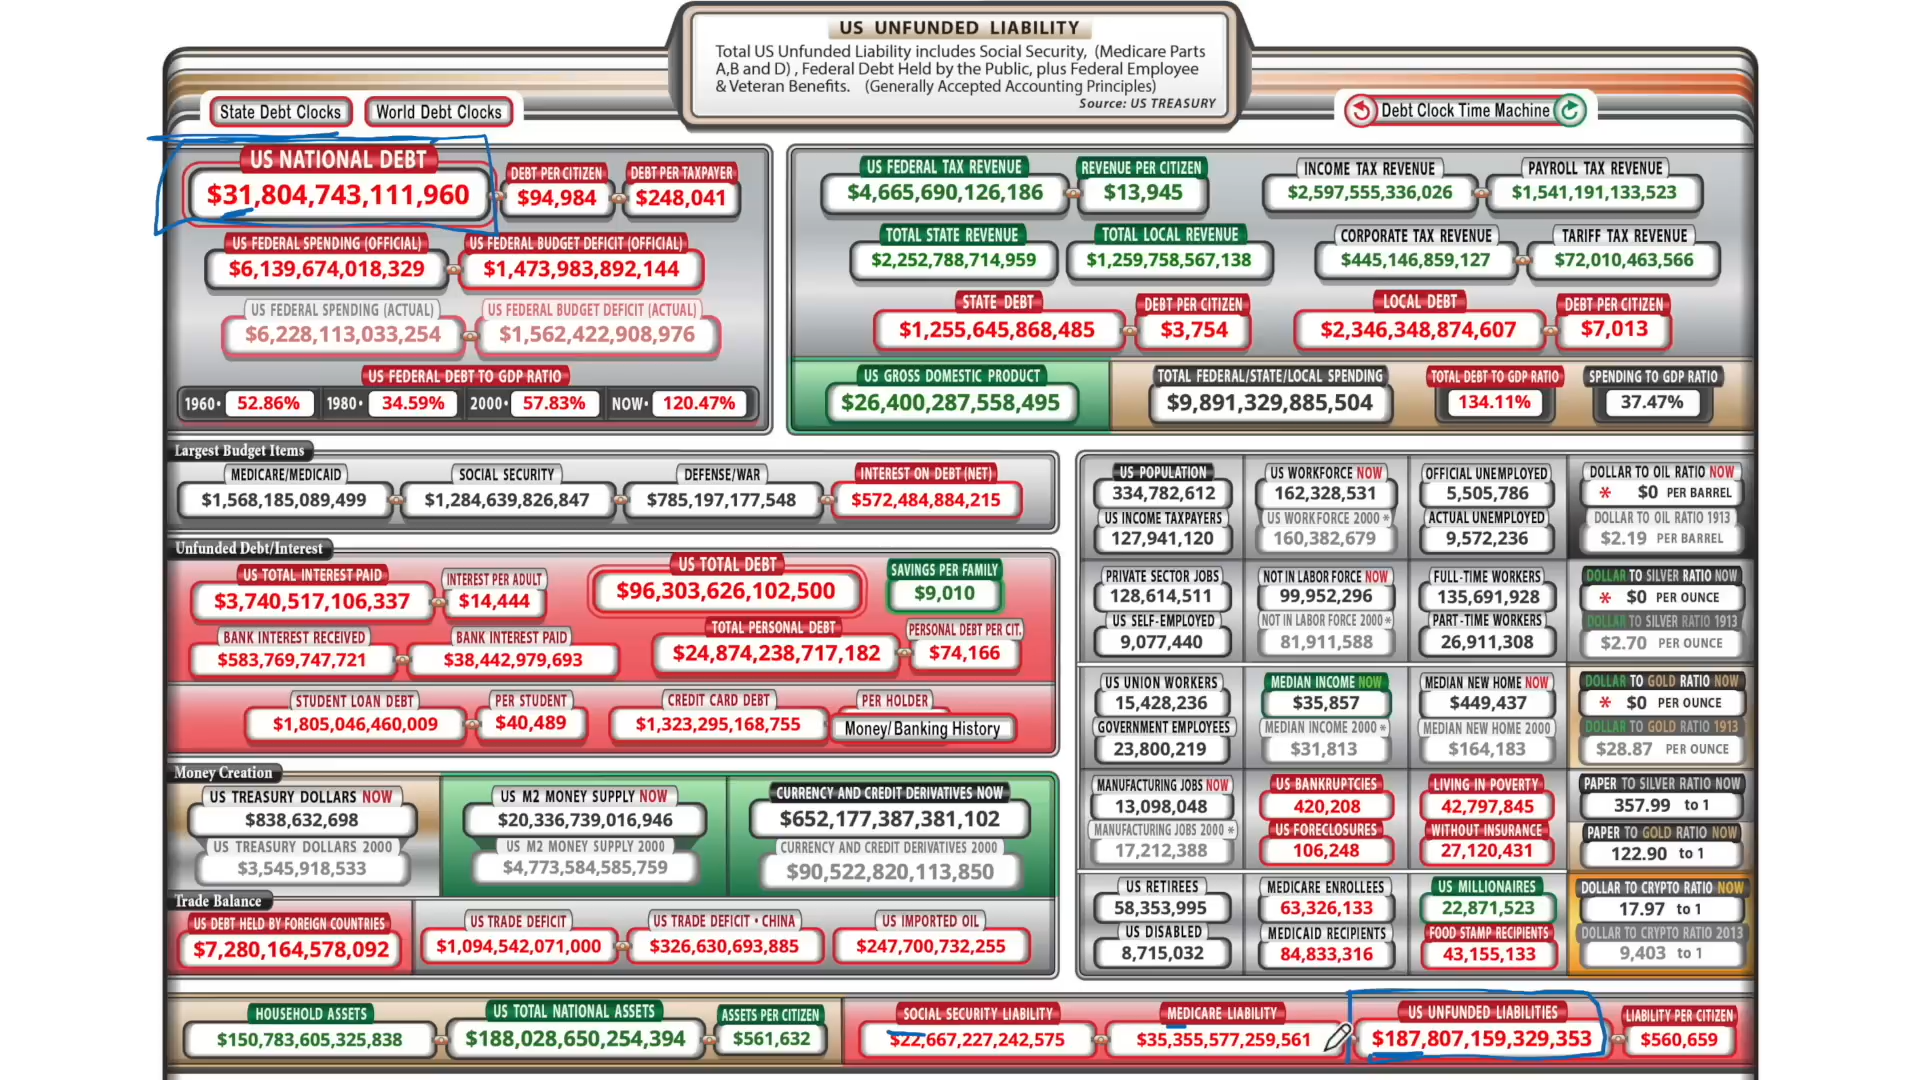 US UNFUNDED LIABILITY
Total US Unfunded Liability includes Social Security, (Medicare Parts
A,B and D) , Federal Debt Held by the Public, plus Federal Employee
& Veteran Benefits. (Generally Accepted Accounting Principles)
Source: US TREASURY
State Debt Clocks
World Debt Clocks
Debt Clock Time Machine
US NATIONAL DEBT
$31,804,743,111,960
DEBT PER CITIZEN
$94,984
DEBT PER TAXPAYER
$248,041
US FEDERAL SPENDING (OFFICIAL)
$6,139,674,018,329
US FEDERAL BUDGET DEFICIT (OFFICIAL)
$1,473,983,892,144
US FEDERAL SPENDING (ACTUAL)
$6,228,113,033,254
US FEDERAL BUDGET DEFICIT (ACTUAL)
$1,562,422,908,976
US FEDERAL DEBT TO GDP RATIO
1960• 52.86% 1980• 34.59% 2000• 57.83% NOW• 120.47%
US FEDERAL TAX REVENUE
$4,665,690,126,186
REVENUE PER CITIZEN
$13,945
INCOME TAX REVENUE
$2,597,555,336,026
PAYROLL TAX REVENUE
$1,541,191,133,523
TOTAL STATE REVENUE
$2,252,788,714,959
TOTAL LOCAL REVENUE
$1,259,758,567,138
CORPORATE TAX REVENUE
$445,146,859,127
TARIFF TAX REVENUE
$72,010,463,566
STATE DEBT
$1,255,645,868,485
DEBT PER CITIZEN
$3,754
LOCAL DEBT
$2,346,348,874,607
DEBT PER CITIZEN
$7,013
US GROSS DOMESTIC PRODUCT
$26,400,287,558,495
TOTAL FEDERAL/STATE/LOCAL SPENDING
$9,891,329,885,504
TOTAL DEBT TO GDP RATIO
134.11%
SPENDING TO GDP RATIO
37.47%
Largest Budget Items
MEDICARE/MEDICAID
$1,568,185,089,499
SOCIAL SECURITY
$1,284,639,826,847
DEFENSE/WAR
$785,197,177,548
INTEREST ON DEBT (NET)
$572,484,884,215
Unfunded Debt/Interest
US TOTAL INTEREST PAID
$3,740,517,106,337
INTEREST PER ADULT
$14,444
US TOTAL DEBT
$96,303,626,102,500
SAVINGS PER FAMILY
$9,010
BANK INTEREST RECEIVED
$583,769,747,721
BANK INTEREST PAID
$38,442,979,693
TOTAL PERSONAL DEBT
$24,874,238,717,182
PERSONAL DEBT PER CIT.
$74,166
STUDENT LOAN DEBT
$1,805,046,460,009
PER STUDENT
$40,489
CREDIT CARD DEBT
$1,323,295,168,755
PER HOLDER
Money/ Banking History
Money Creation
US TREASURY DOLLARS NOW
$838,632,698
US TREASURY DOLLARS 2000
$3,545,918,533
US M2 MONEY SUPPLY NOW
$20,336,739,016,946
US M2 MONEY SUPPLY 2000
$4,773,584,585,759
CURRENCY AND CREDIT DERIVATIVES NOW
$652,177,387,381,102
CURRENCY AND CREDIT DERIVATIVES 2000
$90,522,820,113,850
Trade Balance
US DEBT HELD BY FOREIGN COUNTRIES
$7,280,164,578,092
US TRADE DEFICIT
$1,094,542,071,000
US TRADE DEFICIT • CHINA
$326,630,693,885
US IMPORTED OIL
$247,700,732,255
US POPULATION
334,782,612
US INCOME TAXPAYERS
127,941,120
US WORKFORCE NOW
162,328,531
US WORKFORCE 2000 *
160,382,679
OFFICIAL UNEMPLOYED
5,505,786
ACTUAL UNEMPLOYED
9,572,236
DOLLAR TO OIL RATIO NOW
* $0 PER BARREL
DOLLAR TO OIL RATIO 1913
$2.19 PER BARREL
PRIVATE SECTOR JOBS
128,614,511
US SELF-EMPLOYED
9,077,440
NOT IN LABOR FORCE NOW
99,952,296
NOT IN LABOR FORCE 2000 *
81,911,588
FULL-TIME WORKERS
135,691,928
PART-TIME WORKERS
26,911,308
DOLLAR TO SILVER RATIO NOW
* $0 PER OUNCE
DOLLAR TO SILVER RATIO 1913
$2.70 PER OUNCE
US UNION WORKERS
15,428,236
GOVERNMENT EMPLOYEES
23,800,219
MEDIAN INCOME NOW
$35,857
MEDIAN INCOME 2000 *
$31,813
MEDIAN NEW HOME NOW
$449,437
MEDIAN NEW HOME 2000
$164,183
DOLLAR TO GOLD RATIO NOW
* $0 PER OUNCE
DOLLAR TO GOLD RATIO 1913
$28.87 PER OUNCE
MANUFACTURING JOBS NOW
13,098,048
MANUFACTURING JOBS 2000 *
17,212,388
US BANKRUPTCIES
420,208
US FORECLOSURES
106,248
LIVING IN POVERTY
42,797,845
WITHOUT INSURANCE
27,120,431
PAPER TO SILVER RATIO NOW
357.99 to 1
PAPER TO GOLD RATIO NOW
122.90 to 1
US RETIREES
58,353,995
US DISABLED
8,715,032
MEDICARE ENROLLEES
63,326,133
MEDICAID RECIPIENTS
84,833,316
US MILLIONAIRES
22,871,523
FOOD STAMP RECIPIENTS
43,155,133
DOLLAR TO CRYPTO RATIO NOW
17.97 to 1
DOLLAR TO CRYPTO RATIO 2013
9,403 to 1
HOUSEHOLD ASSETS
$150,783,605,325,838
US TOTAL NATIONAL ASSETS
$188,028,650,254,394
ASSETS PER CITIZEN
$561,632
SOCIAL SECURITY LIABILITY
$22,667,227,242,575
MEDICARE LIABILITY
$35,355,577,259,561
US UNFUNDED LIABILITIES
$187,807,159,329,353
LIABILITY PER CITIZEN
$560,659